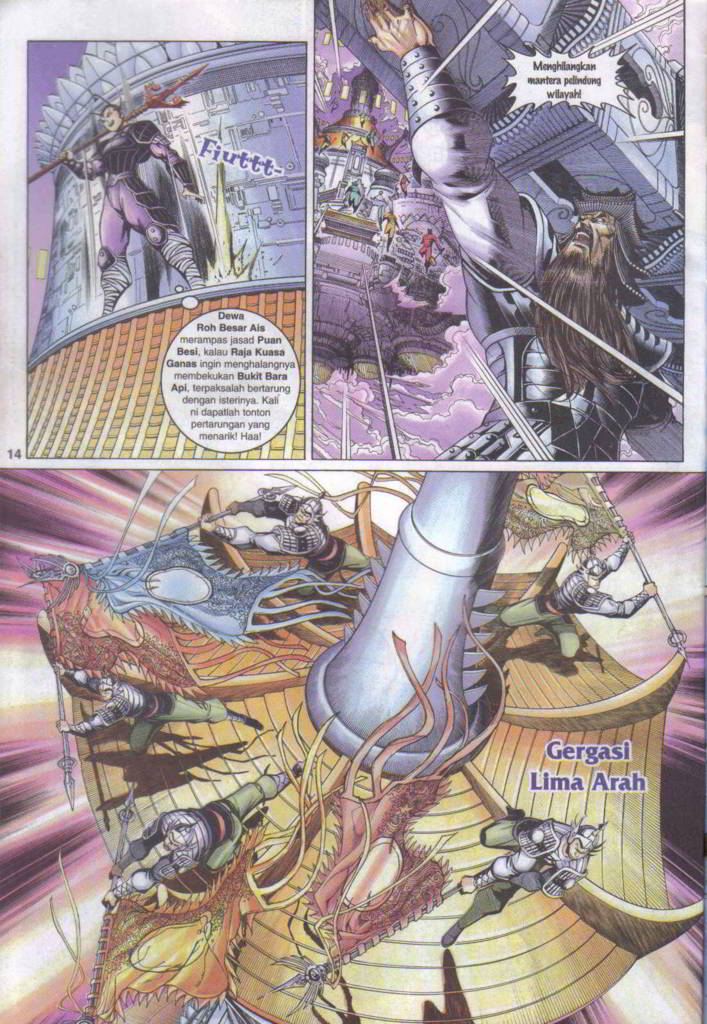 Fiuttt-
Dewa
Roh Besar Ais
merampas jasad Puan
Besi, kalau Raja Kuasa
Ganas ingin menghalangnya
membekukan Bukit Bara
Api, terpaksalah bertarung
dengan isterinya. Kali
ni dapatlah tonton
pertarungan yang
menarik! Haa!
Menghilangkan
mantera pelindung
wilayah!
14
Gergasi
Lima Arah